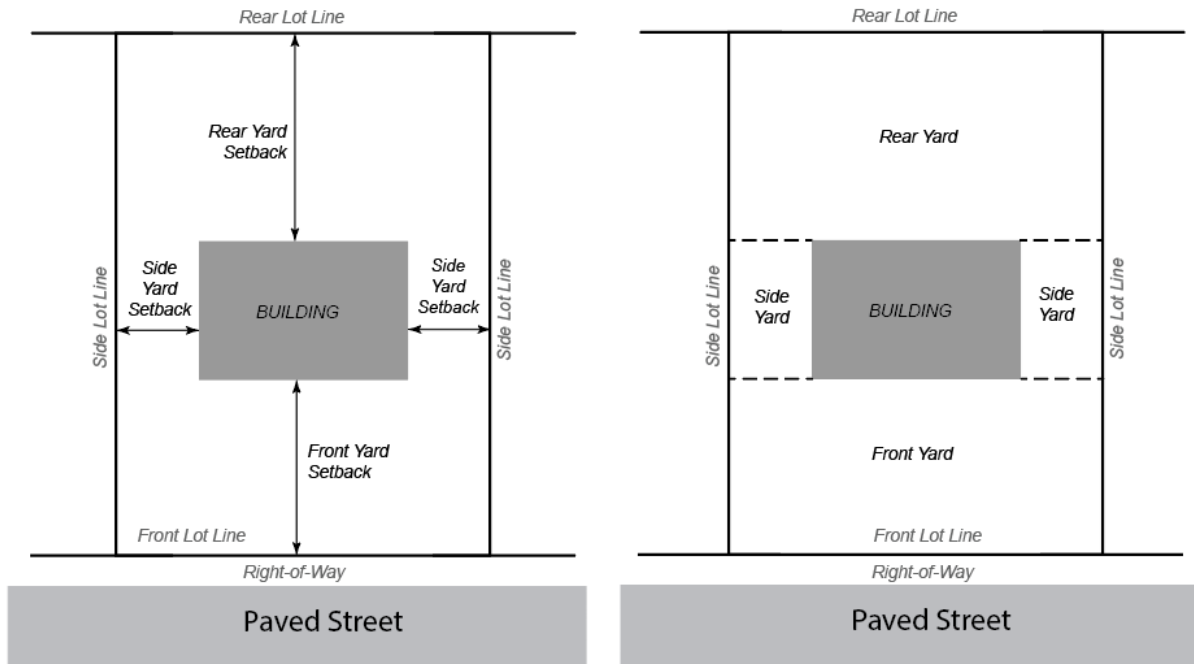 Rear Lot Line
Rear Yard
Setback
Side Lot Line
Side
Yard
Setback
BUILDING
Side
Yard
Setback
Side Lot Line
Front Yard
Setback
Front Lot Line
Right-of-Way
Paved Street
Rear Lot Line
Rear Yard
Side Lot Line
Side
Yard
BUILDING
Side
Yard
Side Lot Line
Front Yard
Front Lot Line
Right-of-Way
Paved Street